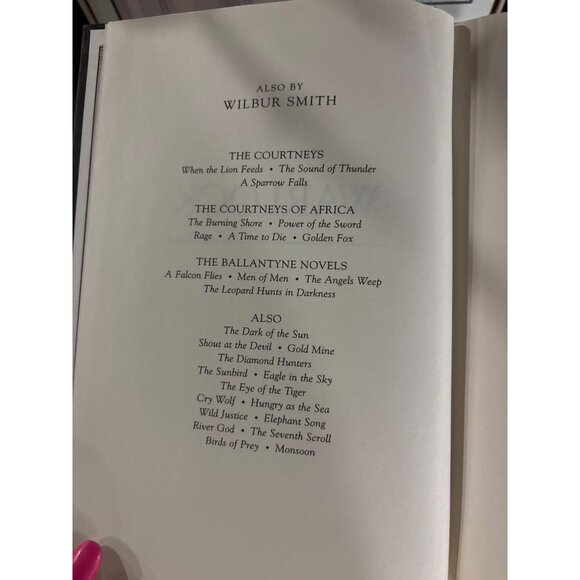 ALSO BY
WILBUR SMITH
THE COURTNEYS
When the Lion Feeds • The Sound of Thunder
A Sparrow Falls
THE COURTNEYS OF AFRICA
The Burning Shore • Power of the Sword
Rage • A Time to Die • Golden Fox
THE BALLANTYNE NOVELS
A Falcon Flies • Men of Men • The Angels Weep
The Leopard Hunts in Darkness
ALSO
The Dark of the Sun
Shout at the Devil • Gold Mine
The Diamond Hunters
The Sunbird • Eagle in the Sky
The Eye of the Tiger
Cry Wolf • Hungry as the Sea
Wild Justice • Elephant Song
River God • The Seventh Scroll
Birds of Prey • Monsoon